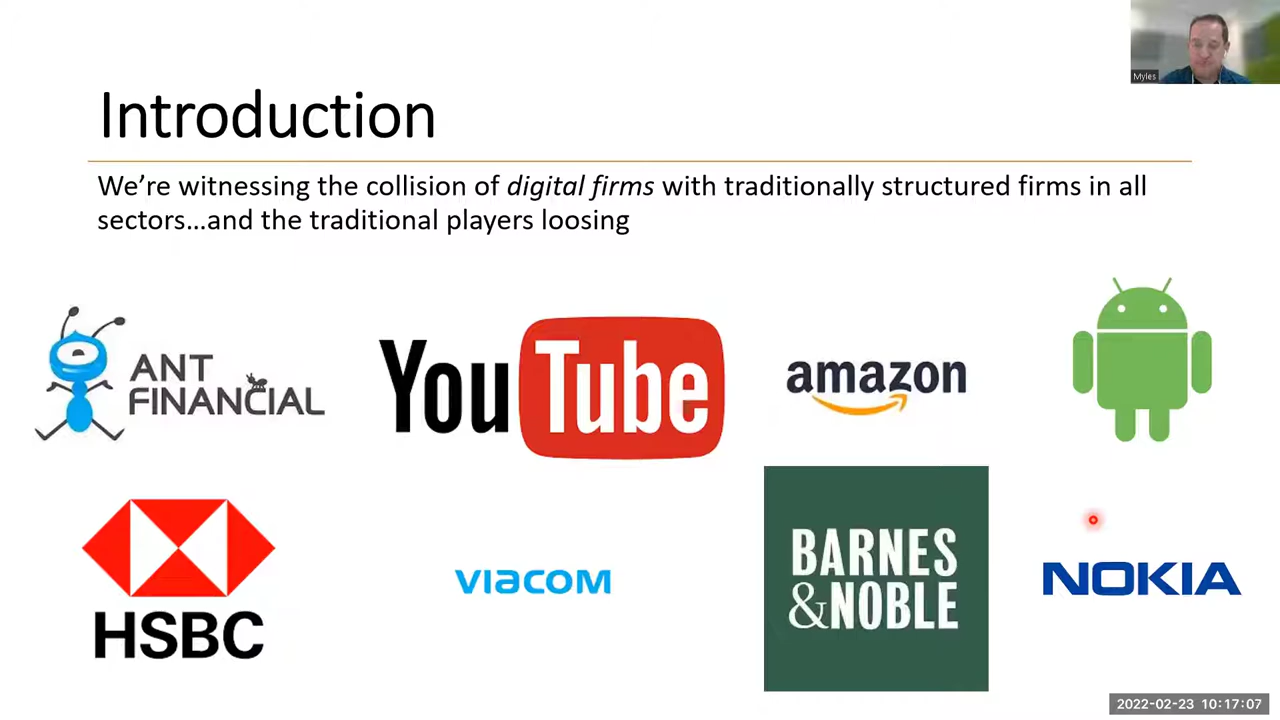 Myles
Introduction
We’re witnessing the collision of digital firms with traditionally structured firms in all
sectors…and the traditional players loosing
ANT
FINANCIAL
YouTube
amazon
HSBC
VIACOM
BARNES
&NOBLE
NOKIA
2022-02-23 10:17:07